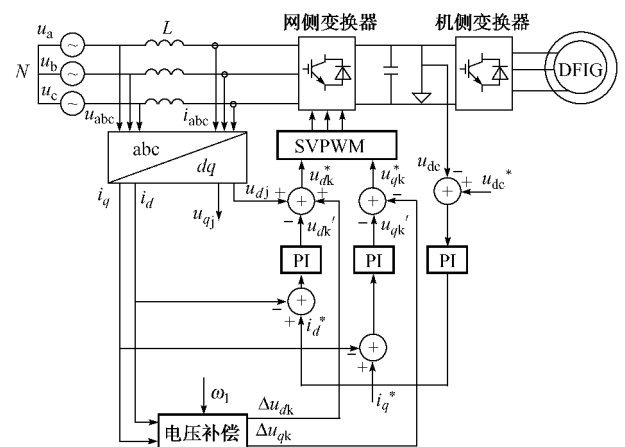 网侧变换器 机侧变换器
u_a L
N u_b DFIG
u_c
u_abc i_abc
abc SVPWM
dq u_dc
i_q i_d u_dj + u_dk* + u_qk* − − + u_dc*
u_qj − u_dk′ − u_qk′
PI PI PI
− + i_d*
− +
i_q*
ω_1 Δu_dk
电压补偿 Δu_qk